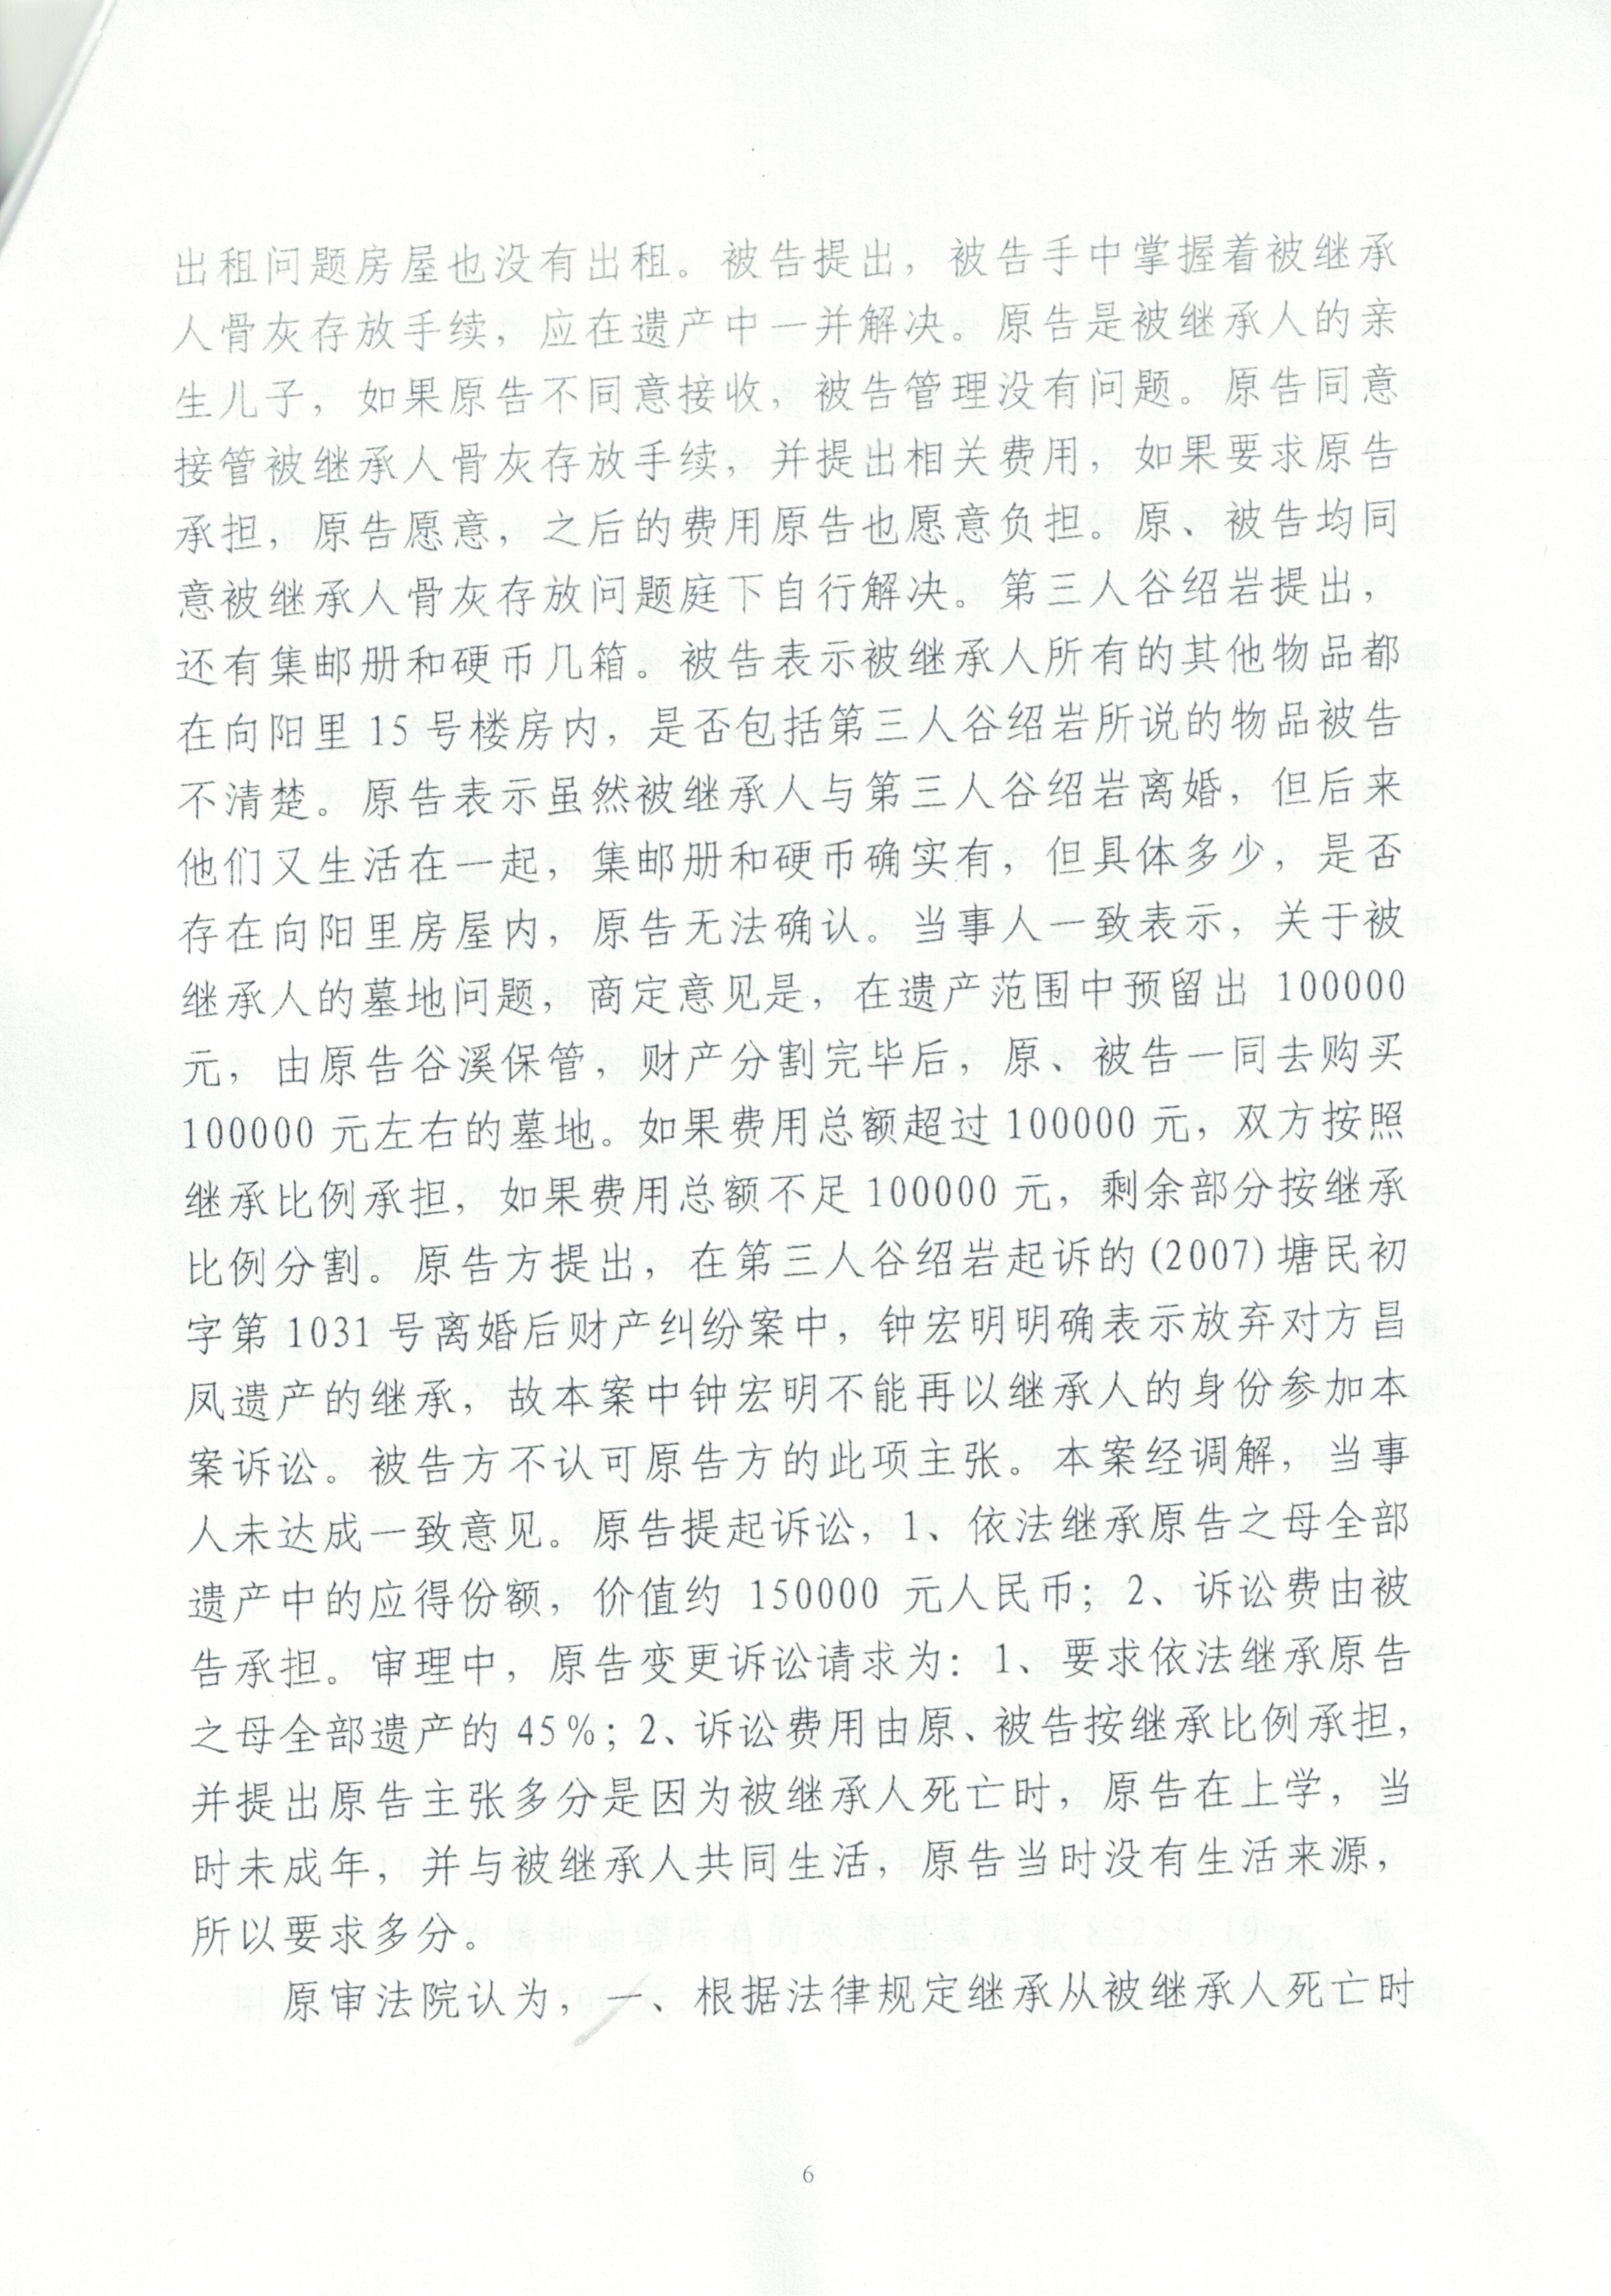 出租问题房屋也没有出租。被告提出，被告手中掌握着被继承
人骨灰存放手续，应在遗产中一并解决。原告是被继承人的亲
生儿子，如果原告不同意接收，被告管理没有问题。原告同意
接管被继承人骨灰存放手续，并提出相关费用，如果要求原告
承担，原告愿意，之后的费用原告也愿意负担。原、被告均同
意被继承人骨灰存放问题庭下自行解决。第三人谷绍岩提出，
还有集邮册和硬币几箱。被告表示被继承人所有的其他物品都
在向阳里 15 号楼房内，是否包括第三人谷绍岩所说的物品被告
不清楚。原告表示虽然被继承人与第三人谷绍岩离婚，但后来
他们又生活在一起，集邮册和硬币确实有，但具体多少，是否
存在向阳里房屋内，原告无法确认。当事人一致表示，关于被
继承人的墓地问题，商定意见是，在遗产范围中预留出 100000
元，由原告谷溪保管，财产分割完毕后，原、被告一同去购买
100000 元左右的墓地。如果费用总额超过 100000 元，双方按照
继承比例承担，如果费用总额不足 100000 元，剩余部分按继承
比例分割。原告方提出，在第三人谷绍岩起诉的(2007)塘民初
字第 1031 号离婚后财产纠纷案中，钟宏明明确表示放弃对方昌
凤遗产的继承，故本案中钟宏明不能再以继承人的身份参加本
案诉讼。被告方不认可原告方的此项主张。本案经调解，当事
人未达成一致意见。原告提起诉讼，1、依法继承原告之母全部
遗产中的应得份额，价值约 150000 元人民币；2、诉讼费由被
告承担。审理中，原告变更诉讼请求为：1、要求依法继承原告
之母全部遗产的 45%；2、诉讼费用由原、被告按继承比例承担，
并提出原告主张多分是因为被继承人死亡时，原告在上学，当
时未成年，并与被继承人共同生活，原告当时没有生活来源，
所以要求多分。
原审法院认为，一、根据法律规定继承从被继承人死亡时
6